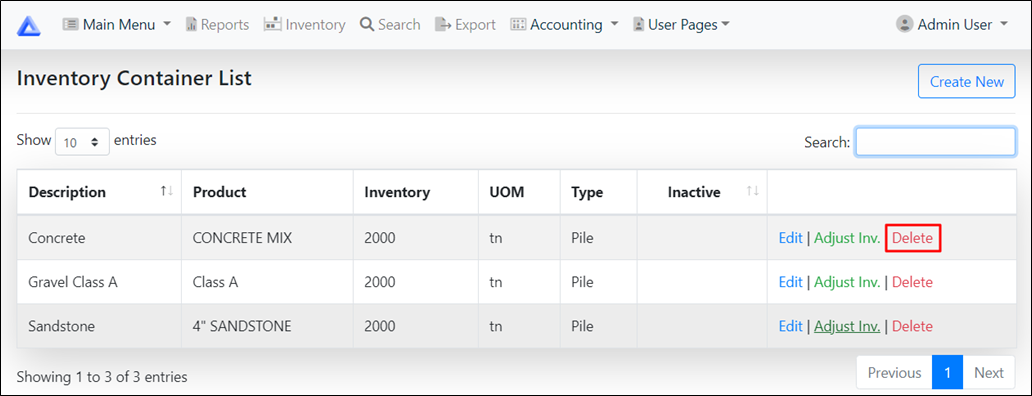 Main Menu Reports Inventory Search Export Accounting User Pages Admin User
Inventory Container List Create New
Show 10 entries Search:
Description Product Inventory UOM Type Inactive
Concrete CONCRETE MIX 2000 tn Pile Edit | Adjust Inv. | Delete
Gravel Class A Class A 2000 tn Pile Edit | Adjust Inv. | Delete
Sandstone 4" SANDSTONE 2000 tn Pile Edit | Adjust Inv. | Delete
Showing 1 to 3 of 3 entries Previous 1 Next